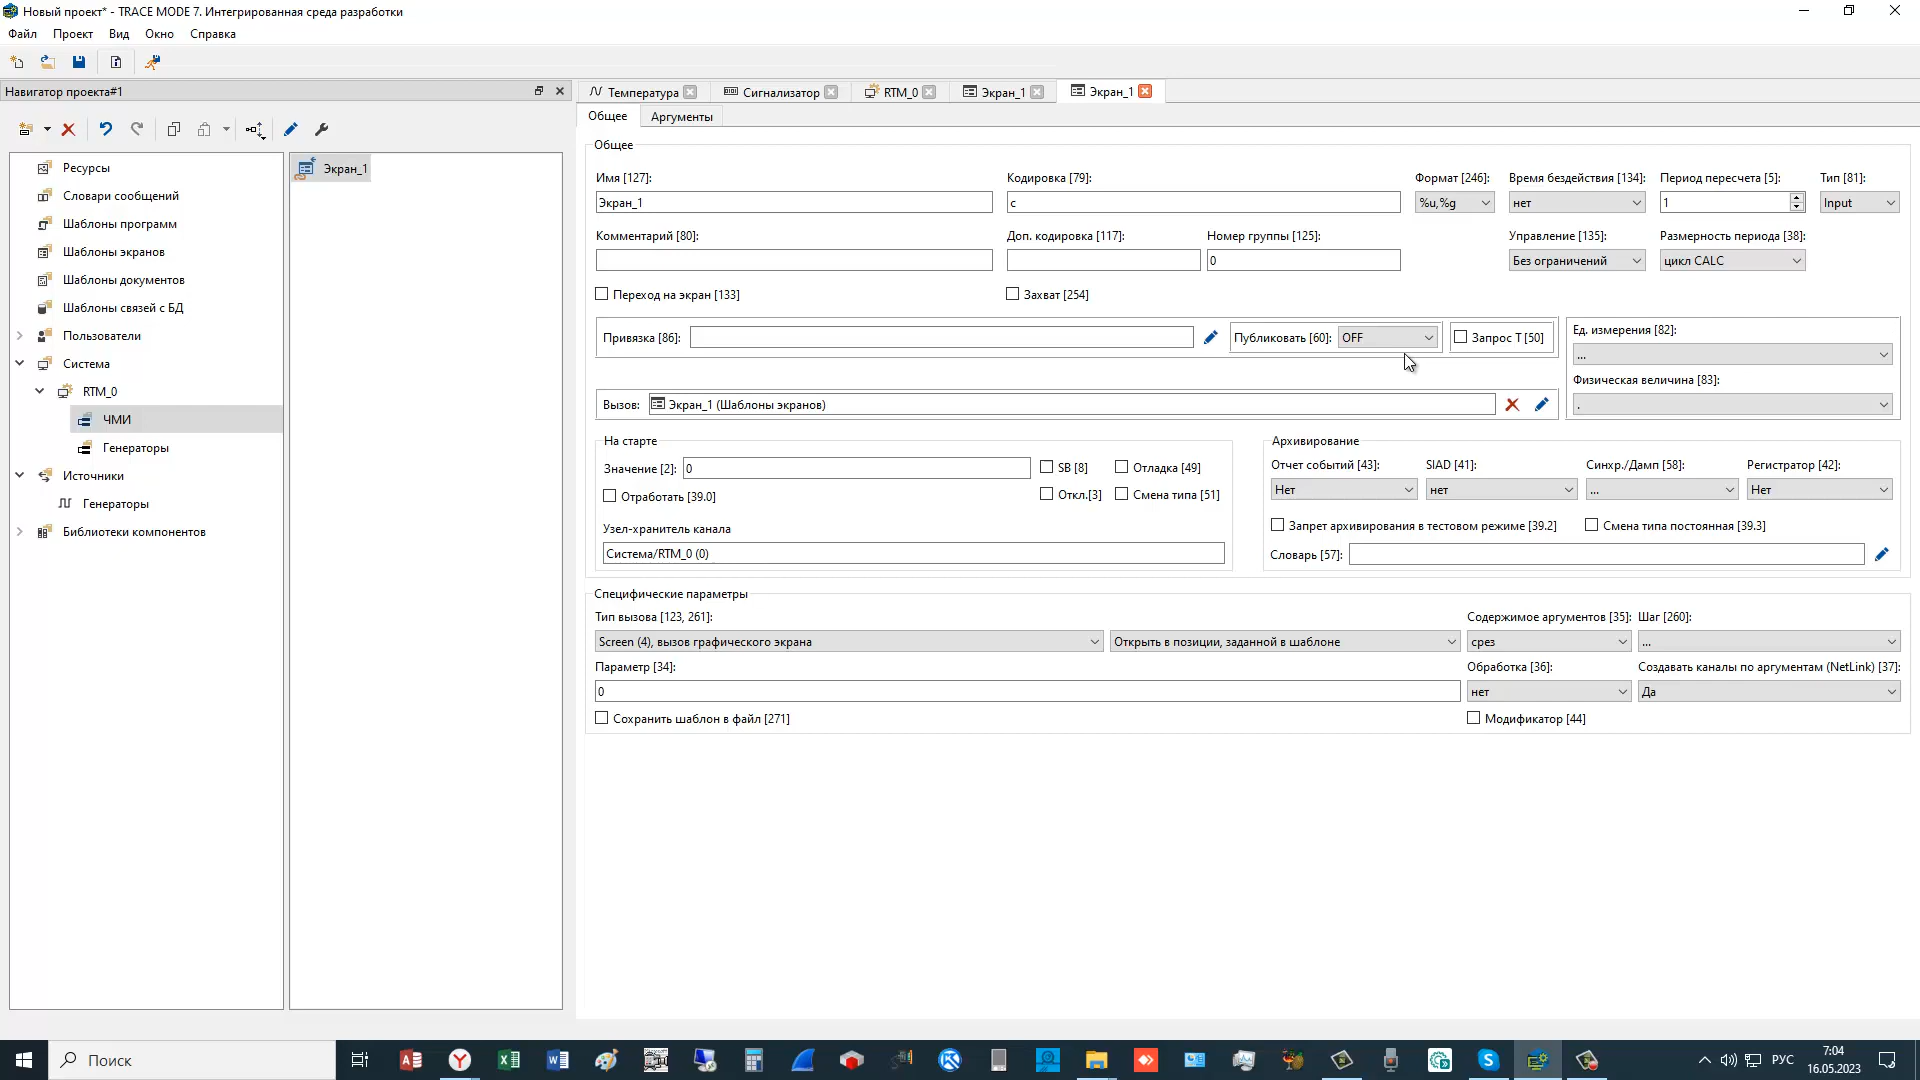 Новый проект* - TRACE MODE 7. Интегрированная среда разработки
Файл Проект Вид Окно Справка
Навигатор проекта#1
Температура Сигнализатор RTM_0 Экран_1 Экран_1
Общее Аргументы
Ресурсы
Словари сообщений
Шаблоны программ
Шаблоны экранов
Шаблоны документов
Шаблоны связей с БД
Пользователи
Система
RTM_0
ЧМИ
Генераторы
Источники
Генераторы
Библиотеки компонентов
Экран_1
Общее
Имя [127]: Кодировка [79]: Формат [246]: Время бездействия [134]: Период пересчета [5]: Тип [81]:
Экран_1 c %u,%g нет 1 Input
Комментарий [80]: Доп. кодировка [117]: Номер группы [125]: Управление [135]: Размерность периода [38]:
0 Без ограничений цикл CALC
Переход на экран [133] Захват [254]
Привязка [86]: Публиковать [60]: OFF Запрос T [50]
Ед. измерения [82]:
...
Физическая величина [83]:
.
Вызов: Экран_1 (Шаблоны экранов)
На старте
Значение [2]: 0 SB [8] Отладка [49]
Отработать [39.0] Откл.[3] Смена типа [51]
Узел-хранитель канала
Система/RTM_0 (0)
Архивирование
Отчет событий [43]: SIAD [41]: Синхр./Дамп [58]: Регистратор [42]:
Нет нет ... Нет
Запрет архивирования в тестовом режиме [39.2] Смена типа постоянная [39.3]
Словарь [57]:
Специфические параметры
Тип вызова [123, 261]: Содержимое аргументов [35]: Шаг [260]:
Screen (4), вызов графического экрана Открыть в позиции, заданной в шаблоне срез ...
Параметр [34]: Обработка [36]: Создавать каналы по аргументам (NetLink) [37]:
0 нет Да
Сохранить шаблон в файл [271] Модификатор [44]
Поиск
РУС
7:04
16.05.2023